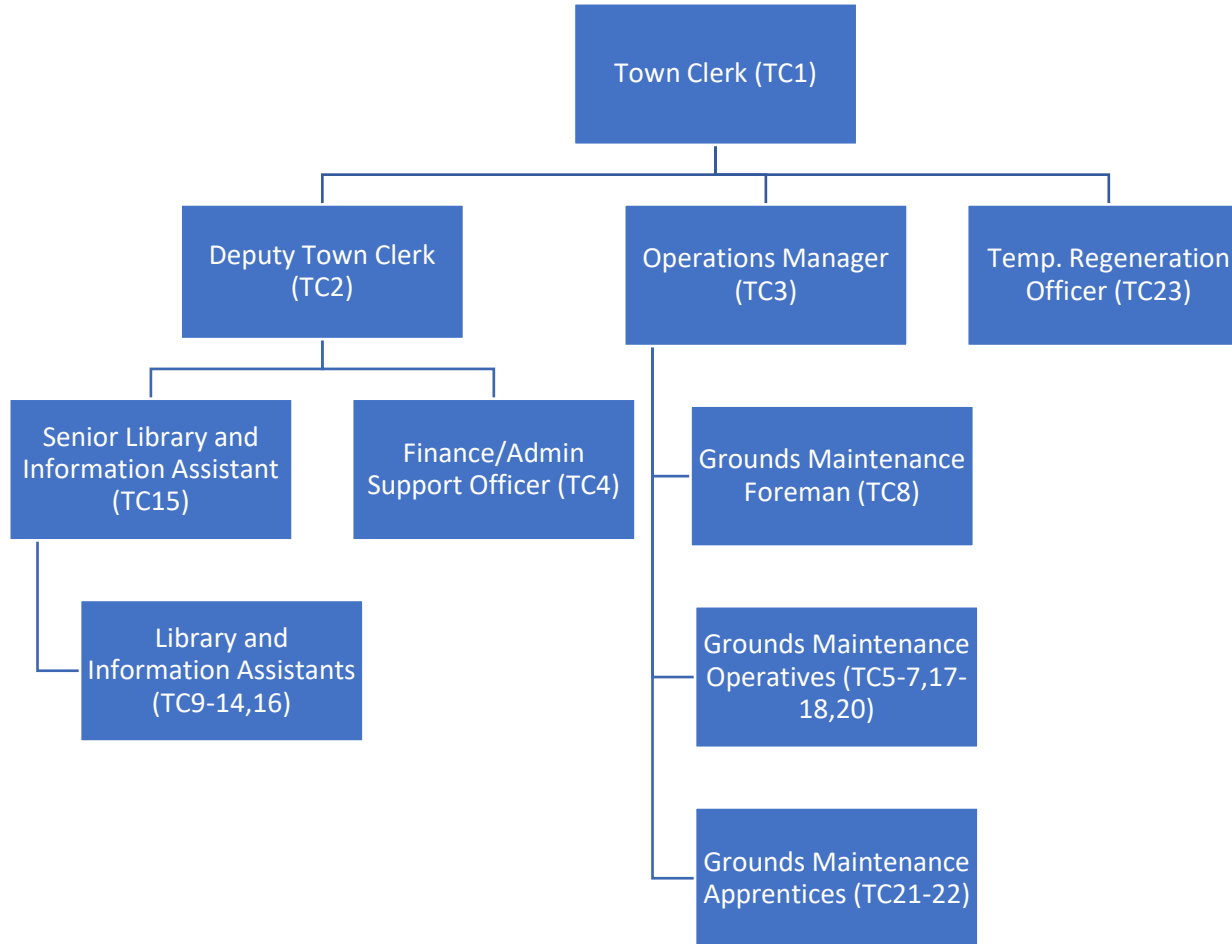 Town Clerk (TC1)
Deputy Town Clerk
(TC2)
Operations Manager
(TC3)
Temp. Regeneration
Officer (TC23)
Senior Library and
Information Assistant
(TC15)
Finance/Admin
Support Officer (TC4)
Grounds Maintenance
Foreman (TC8)
Library and
Information Assistants
(TC9-14,16)
Grounds Maintenance
Operatives (TC5-7,17-
18,20)
Grounds Maintenance
Apprentices (TC21-22)